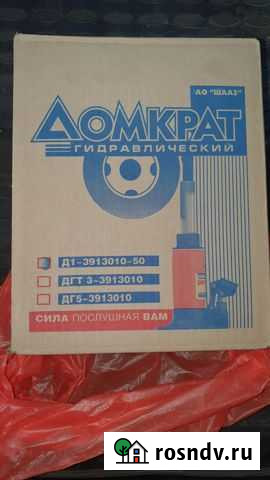 АО "ШААЗ"
ДОМКРАТ
ГИДРАВЛИЧЕСКИЙ
Д1-3913010-50
ДГТ 3-3913010
ДГ5-3913010
СИЛА ПОСЛУШНАЯ ВАМ
rosndv.ru